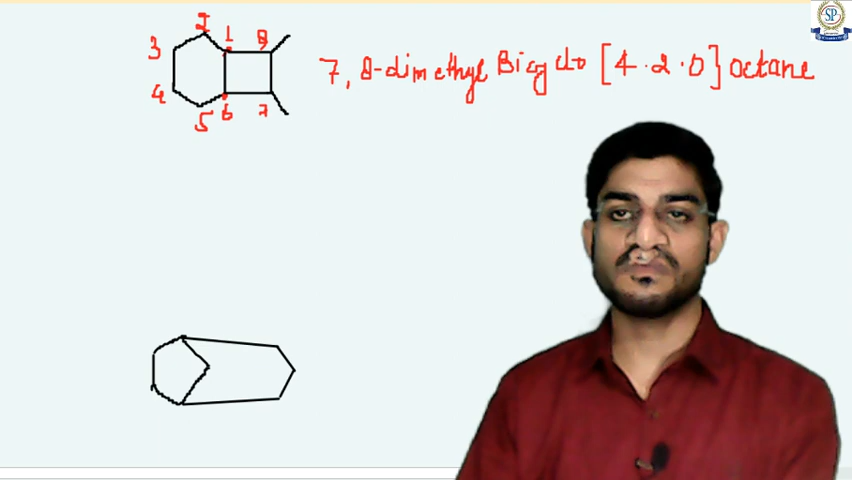 2 1 8
3
7, 8-dimethyl Bicyclo [4.2.0] octane
4
5 6 7
SP